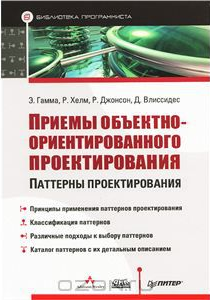 БИБЛИОТЕКА ПРОГРАММИСТА
Э. Гамма, Р. Хелм, Р. Джонсон, Д. Влиссидес
ПРИЕМЫ ОБЪЕКТНО-
ОРИЕНТИРОВАННОГО
ПРОЕКТИРОВАНИЯ
ПАТТЕРНЫ ПРОЕКТИРОВАНИЯ
Принципы применения паттернов проектирования
Классификация паттернов
Различные подходы к выбору паттернов
Каталог паттернов с их детальным описанием
ПИТЕР